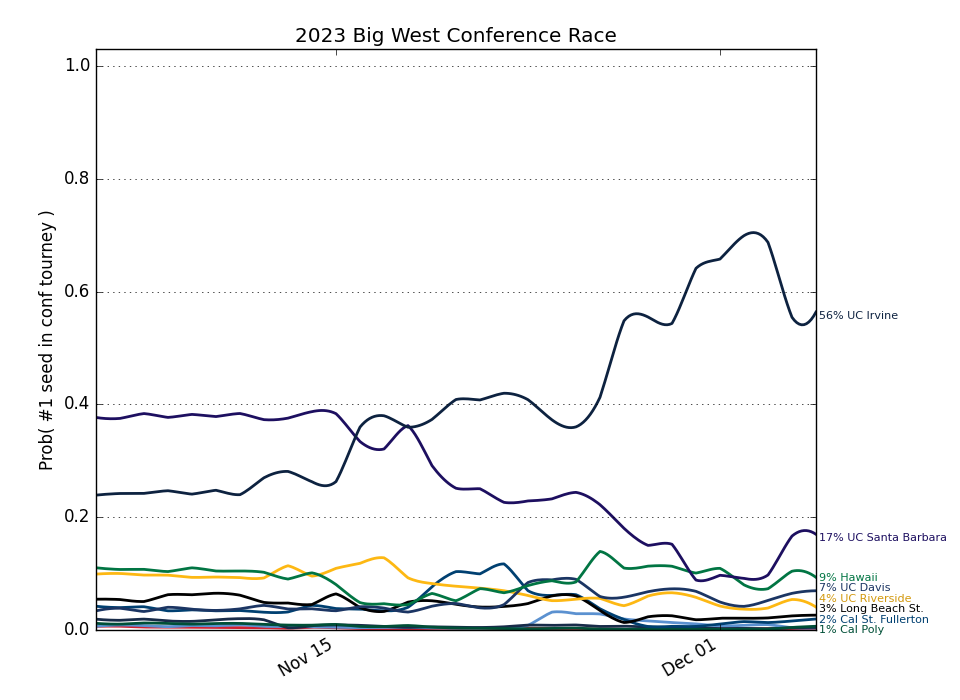 2023 Big West Conference Race
Prob( #1 seed in conf tourney )
1.0
0.8
0.6
0.4
0.2
0.0
Nov 15
Dec 01
56% UC Irvine
17% UC Santa Barbara
9% Hawaii
7% UC Davis
4% UC Riverside
3% Long Beach St.
2% Cal St. Fullerton
1% Cal Poly